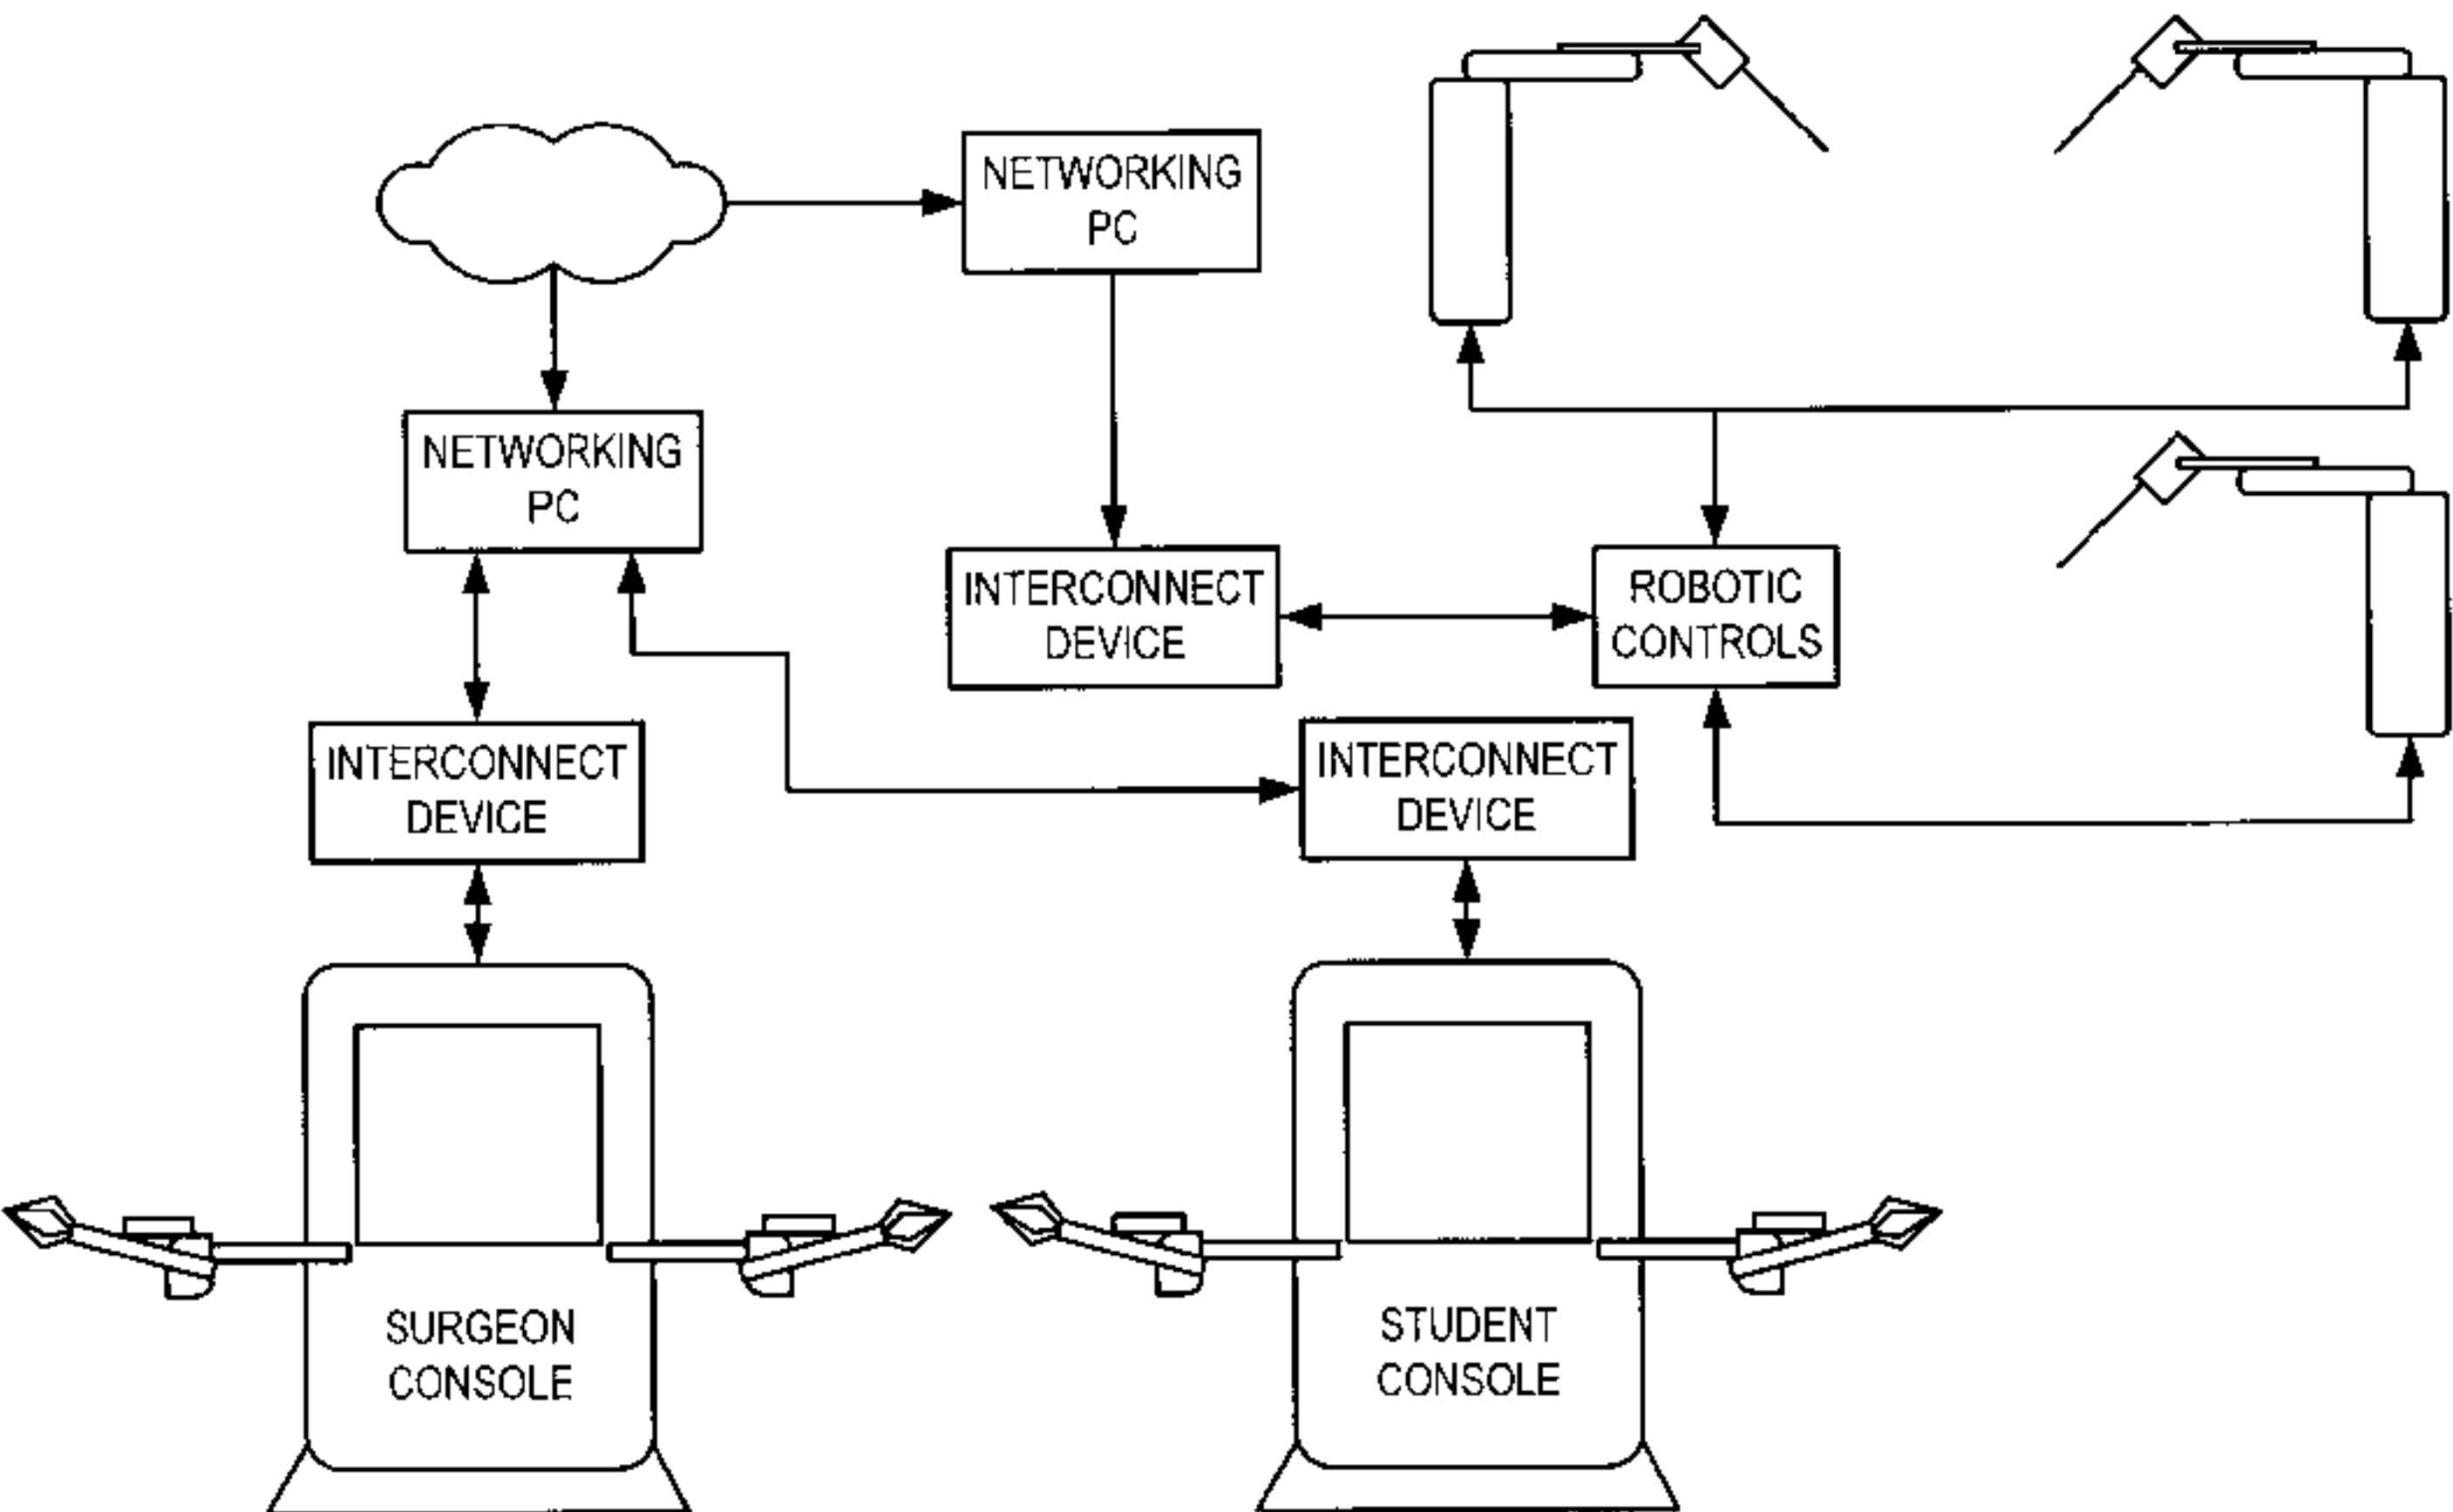 NETWORKING
PC
NETWORKING
PC
INTERCONNECT
DEVICE
ROBOTIC
CONTROLS
INTERCONNECT
DEVICE
INTERCONNECT
DEVICE
SURGEON
CONSOLE
STUDENT
CONSOLE